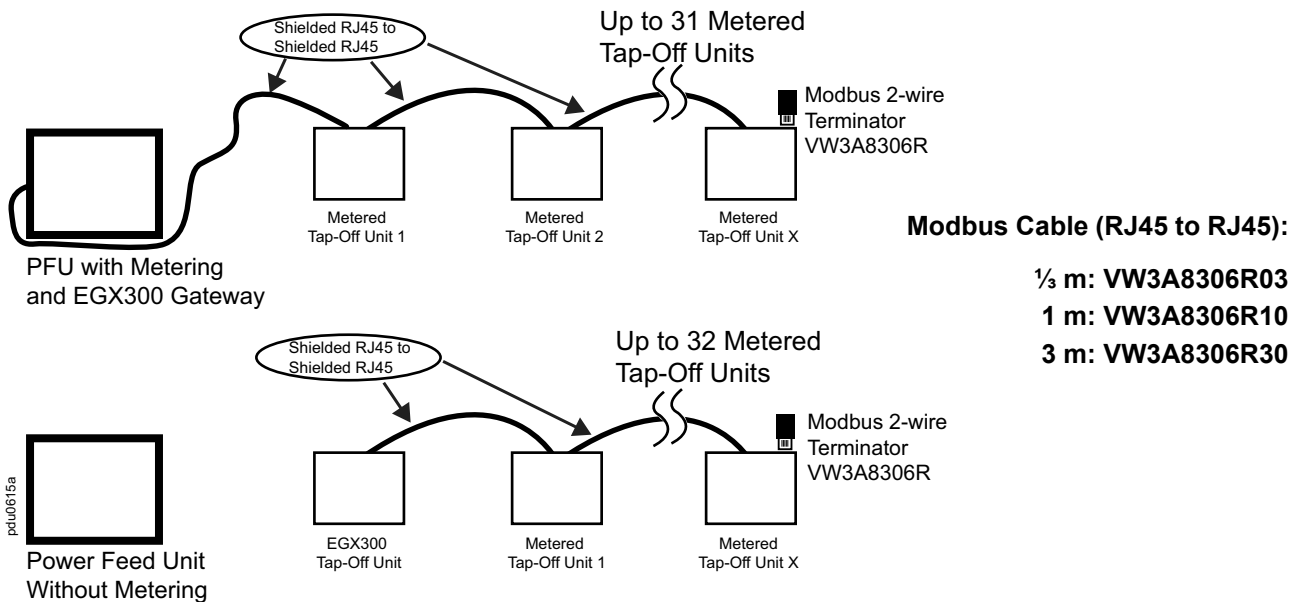 Shielded RJ45 to
Shielded RJ45
Up to 31 Metered
Tap-Off Units
Modbus 2-wire
Terminator
VW3A8306R
Metered
Tap-Off Unit 1
Metered
Tap-Off Unit 2
Metered
Tap-Off Unit X
PFU with Metering
and EGX300 Gateway
Modbus Cable (RJ45 to RJ45):
⅓ m: VW3A8306R03
1 m: VW3A8306R10
3 m: VW3A8306R30
Shielded RJ45 to
Shielded RJ45
Up to 32 Metered
Tap-Off Units
Modbus 2-wire
Terminator
VW3A8306R
EGX300
Tap-Off Unit
Metered
Tap-Off Unit 1
Metered
Tap-Off Unit X
pdu0615a
Power Feed Unit
Without Metering